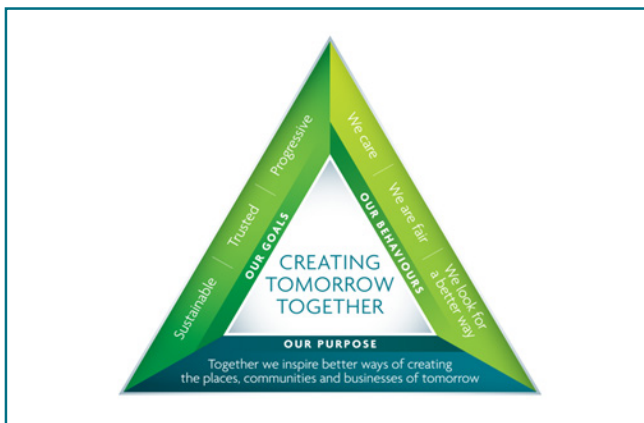 Sustainable | Trusted | Progressive
OUR GOALS
We care | We are fair | We look for
a better way
OUR BEHAVIOURS
CREATING
TOMORROW
TOGETHER
OUR PURPOSE
Together we inspire better ways of creating
the places, communities and businesses of tomorrow